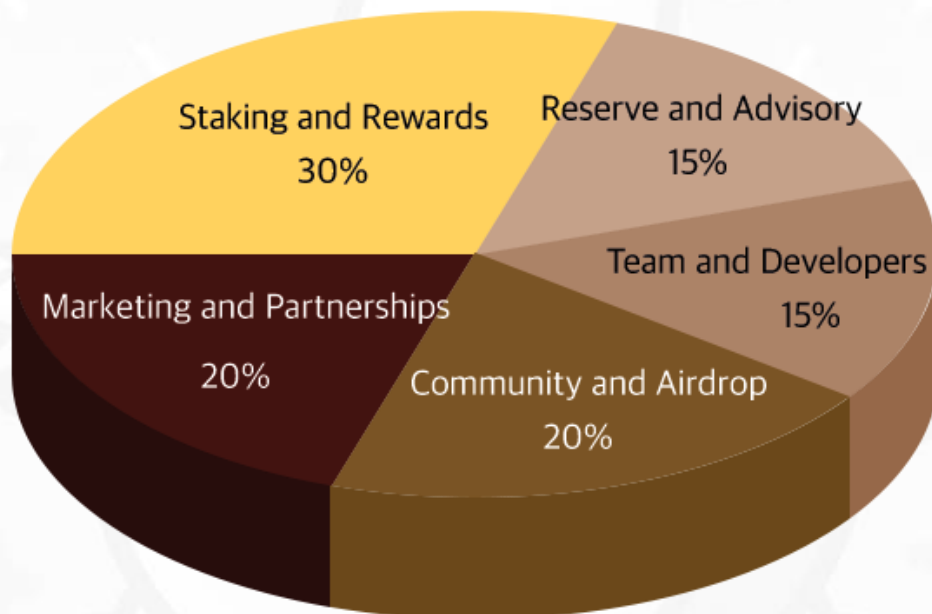 Staking and Rewards
30%
Reserve and Advisory
15%
Team and Developers
15%
Marketing and Partnerships
20%
Community and Airdrop
20%